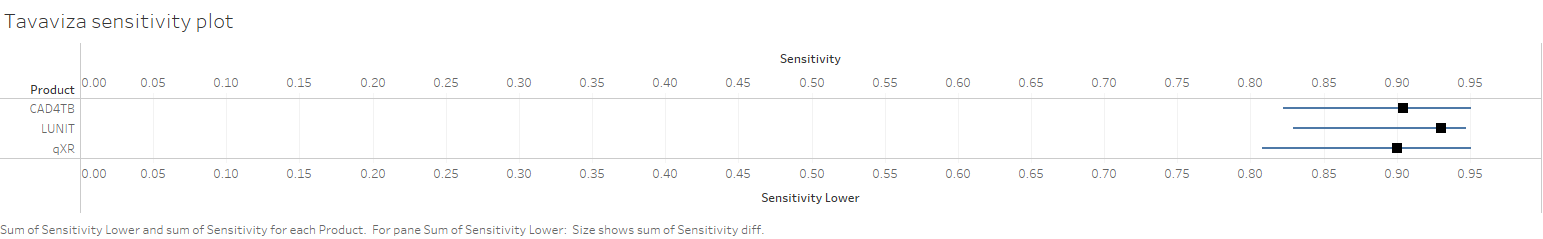 Tavaviza sensitivity plot
Sensitivity
Product 0.00 0.05 0.10 0.15 0.20 0.25 0.30 0.35 0.40 0.45 0.50 0.55 0.60 0.65 0.70 0.75 0.80 0.85 0.90 0.95
CAD4TB
LUNIT
qXR
0.00 0.05 0.10 0.15 0.20 0.25 0.30 0.35 0.40 0.45 0.50 0.55 0.60 0.65 0.70 0.75 0.80 0.85 0.90 0.95
Sensitivity Lower
Sum of Sensitivity Lower and sum of Sensitivity for each Product.  For pane Sum of Sensitivity Lower:  Size shows sum of Sensitivity diff.